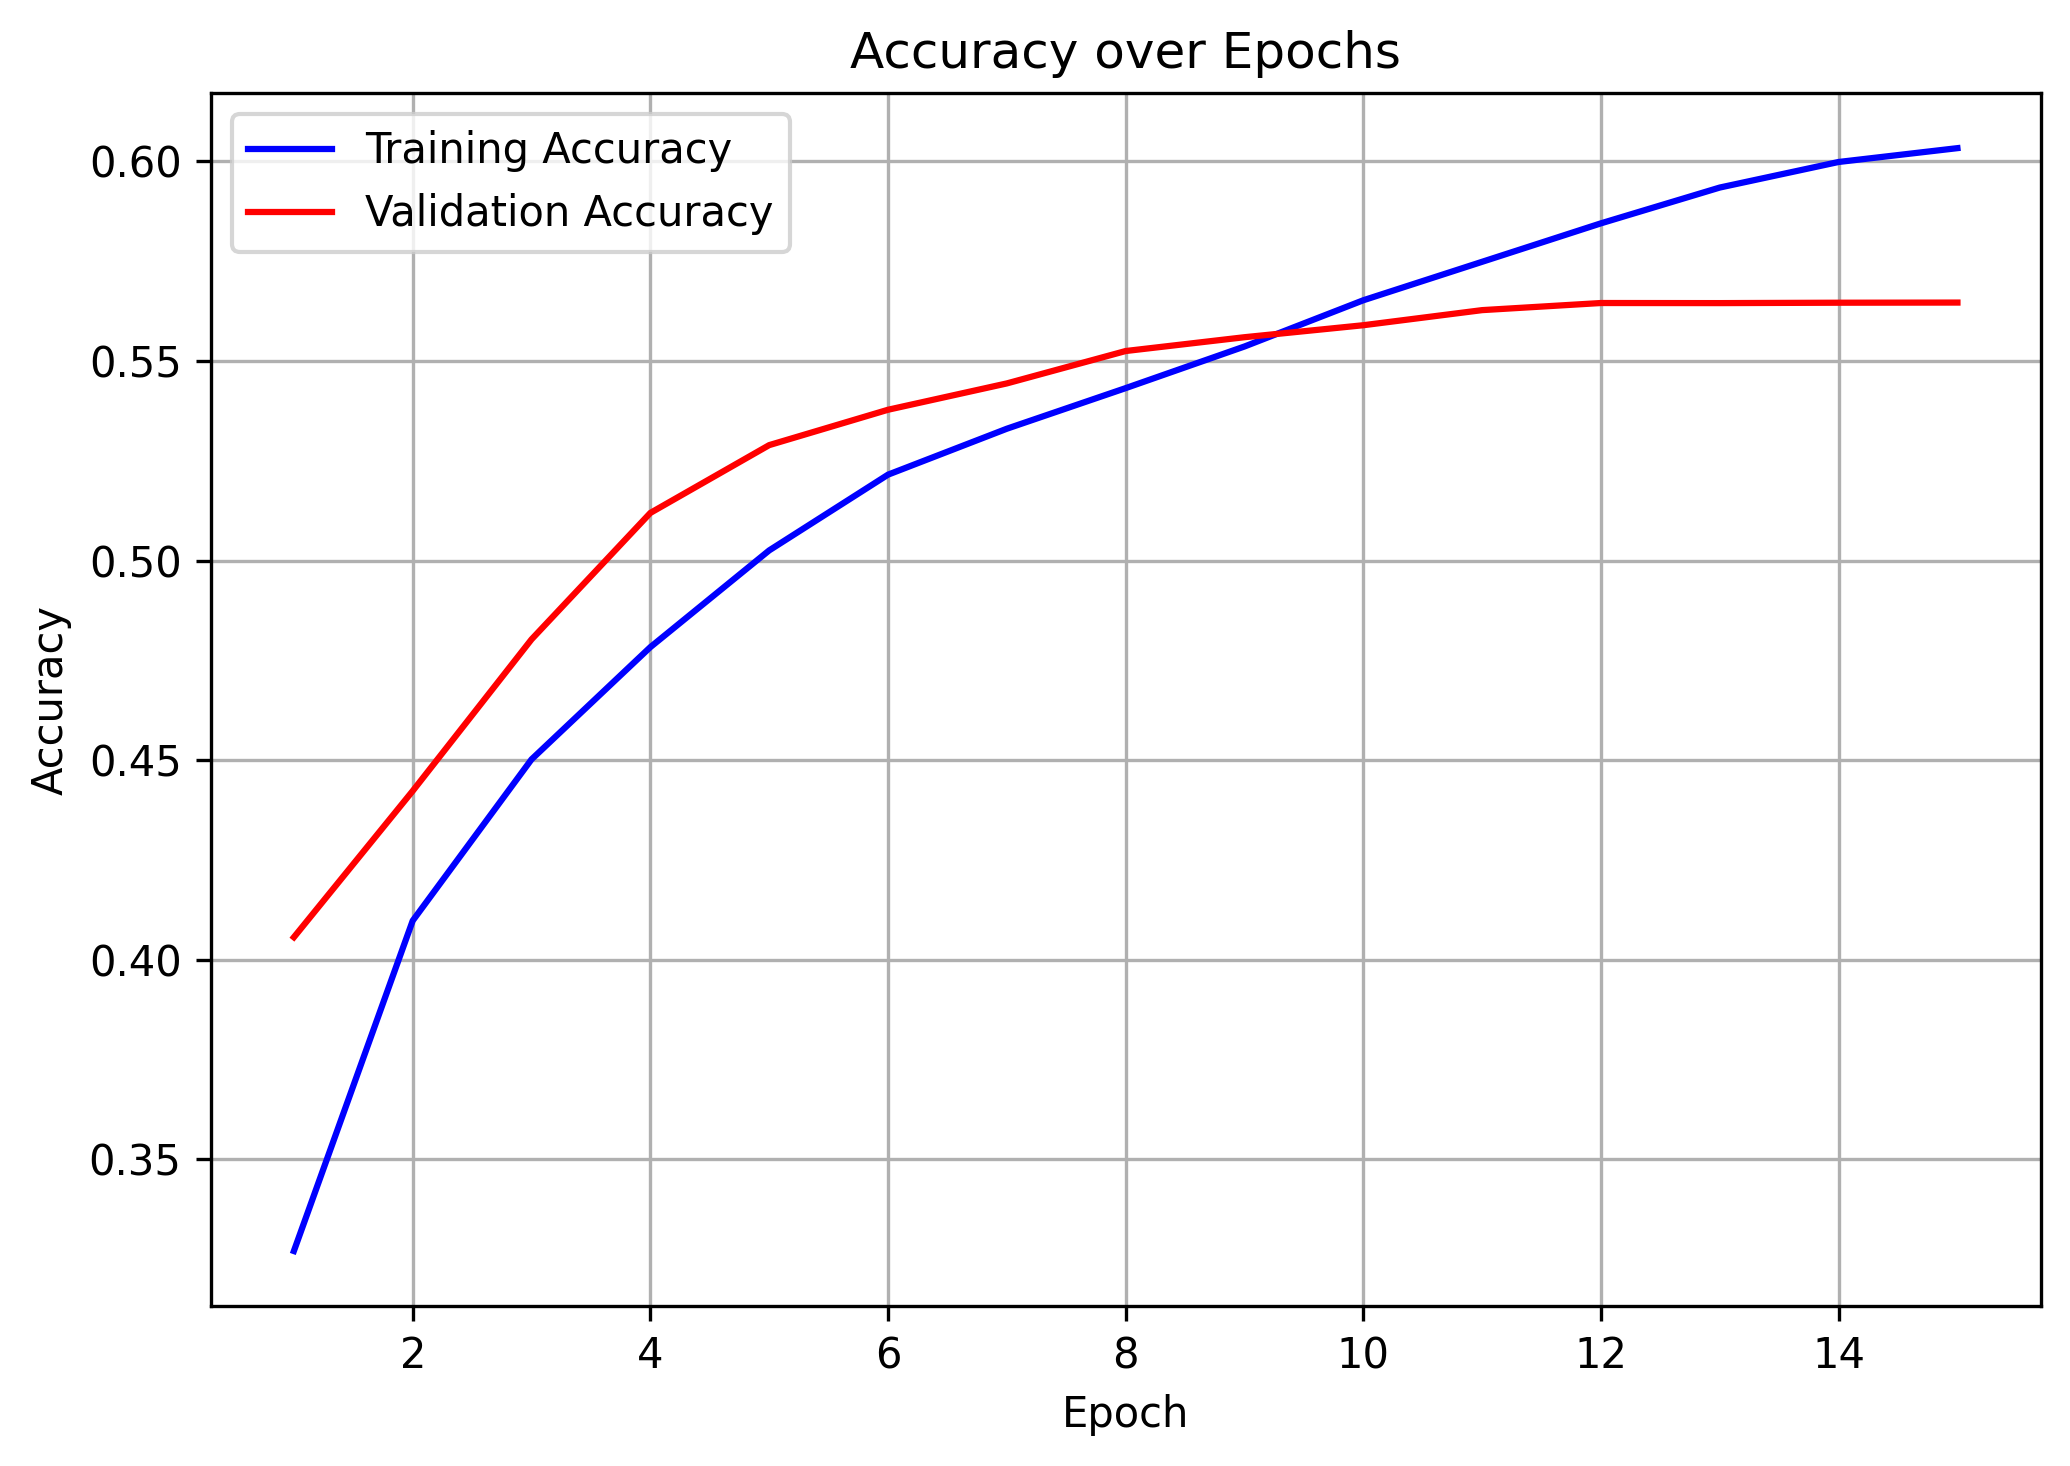 Accuracy over Epochs
Training Accuracy
Validation Accuracy
0.60
0.55
0.50
0.45
0.40
0.35
Accuracy
2 4 6 8 10 12 14
Epoch